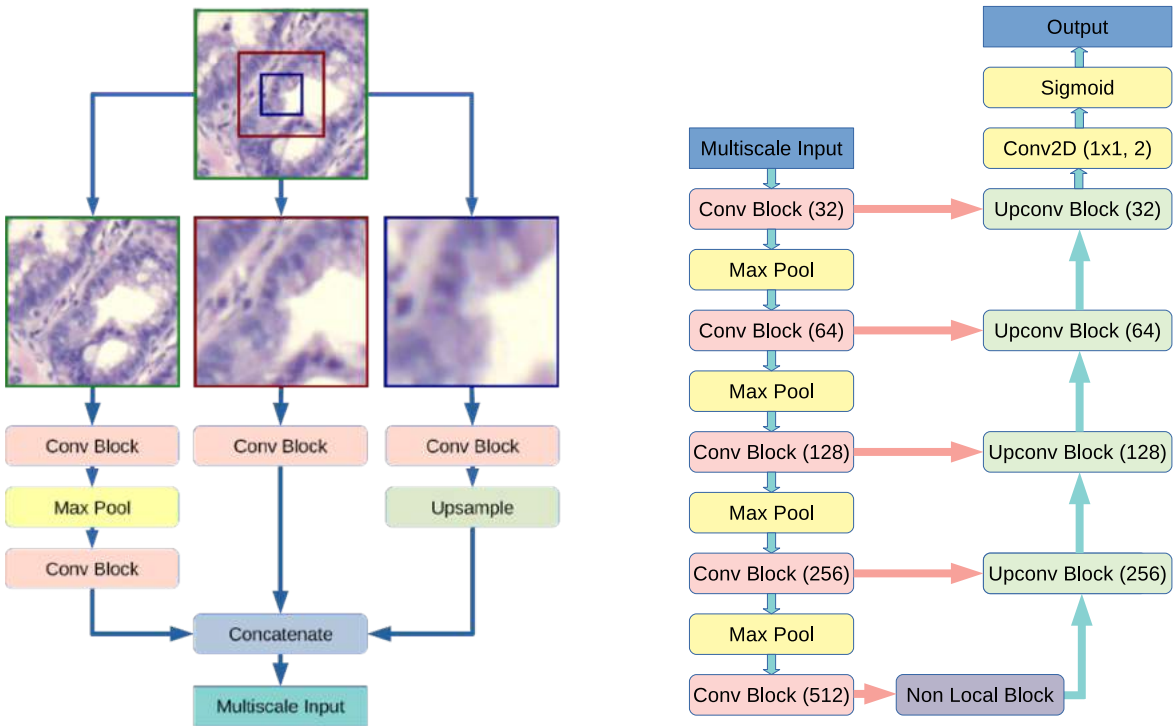 Conv Block
Conv Block
Conv Block
Max Pool
Upsample
Conv Block
Concatenate
Multiscale Input
Output
Sigmoid
Multiscale Input
Conv2D (1x1, 2)
Conv Block (32)
Upconv Block (32)
Max Pool
Conv Block (64)
Upconv Block (64)
Max Pool
Conv Block (128)
Upconv Block (128)
Max Pool
Conv Block (256)
Upconv Block (256)
Max Pool
Conv Block (512)
Non Local Block